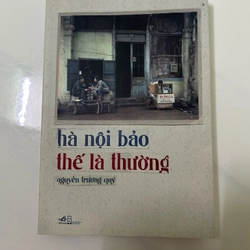 hà nội bảo
thế là thường
nguyễn trương quý